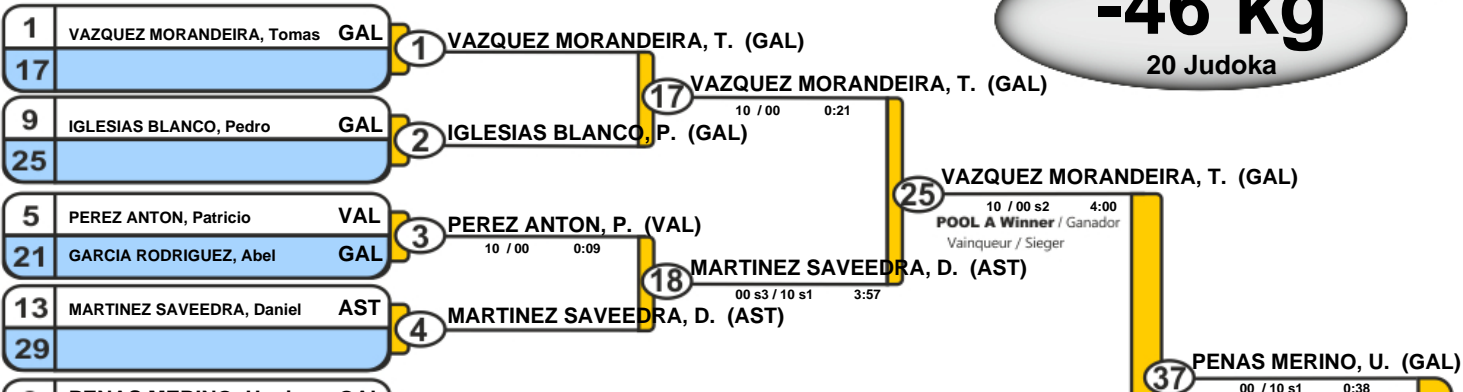 -46 kg
20 Judoka
1 VAZQUEZ MORANDEIRA, Tomas GAL
17
1 VAZQUEZ MORANDEIRA, T. (GAL)
17 VAZQUEZ MORANDEIRA, T. (GAL)
10 / 00 0:21
9 IGLESIAS BLANCO, Pedro GAL
25
2 IGLESIAS BLANCO, P. (GAL)
25 VAZQUEZ MORANDEIRA, T. (GAL)
10 / 00 s2 4:00
POOL A Winner / Ganador
Vainqueur / Sieger
5 PEREZ ANTON, Patricio VAL
21 GARCIA RODRIGUEZ, Abel GAL
3 PEREZ ANTON, P. (VAL)
10 / 00 0:09
18 MARTINEZ SAVEEDRA, D. (AST)
00 s3 / 10 s1 3:57
13 MARTINEZ SAVEEDRA, Daniel AST
29
4 MARTINEZ SAVEEDRA, D. (AST)
37 PENAS MERINO, U. (GAL)
00 / 10 s1 0:38